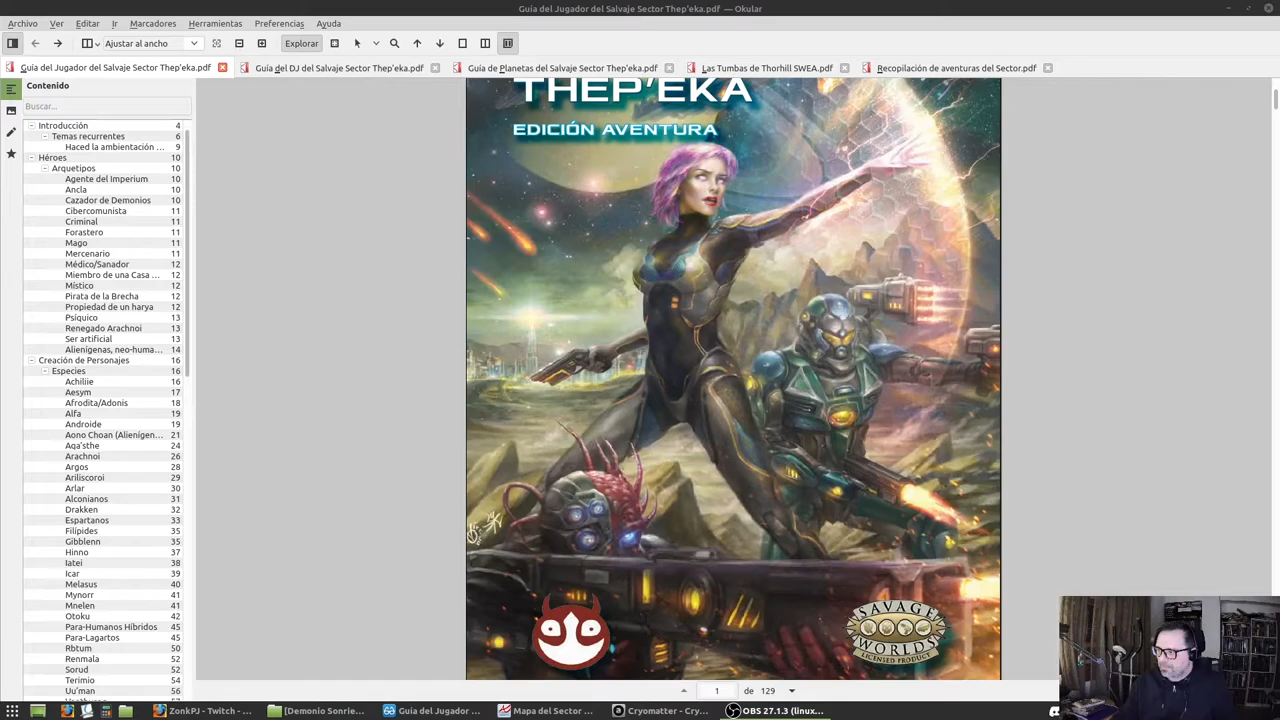 Guía del Jugador del Salvaje Sector Thep'eka.pdf — Okular
Archivo Ver Editar Ir Marcadores Herramientas Preferencias Ayuda
Ajustar al ancho Explorar
Guía del Jugador del Salvaje Sector Thep'eka.pdf Guía del DJ del Salvaje Sector Thep'eka.pdf Guía de Planetas del Salvaje Sector Thep'eka.pdf Las Tumbas de Thorhill SWEA.pdf Recopilación de aventuras del Sector.pdf
Contenido
Buscar...
Introducción 4
Temas recurrentes 6
Haced la ambientación ... 9
Héroes 10
Arquetipos 10
Agente del Imperium 10
Ancla 10
Cazador de Demonios 10
Cibercomunista 11
Criminal 11
Forastero 11
Mago 11
Mercenario 11
Médico/Sanador 12
Miembro de una Casa ... 12
Místico 12
Pirata de la Brecha 12
Propiedad de un harya 12
Psíquico 13
Renegado Arachnoi 13
Ser artificial 13
Alienígenas, neo-huma... 14
Creación de Personajes 16
Especies 16
Achiliie 16
Aesym 17
Afrodita/Adonis 18
Alfa 19
Androide 19
Aono Choan (Alienígen... 21
Aqa'sthe 24
Arachnoi 26
Argos 28
Ariliscoroi 29
Arlar 30
Alconianos 31
Drakken 32
Espartanos 33
Filípides 35
Gibblenn 35
Hinno 37
Iatei 38
Icar 39
Melasus 40
Mynorr 41
Mnelen 41
Otoku 42
Para-Humanos Híbridos 45
Para-Lagartos 45
Rbtum 50
Renmala 52
Sorud 52
Terimio 54
Uu'man 56
THEP'EKA
EDICIÓN AVENTURA
SAVAGE
WORLDS
LICENSED PRODUCT
1 de 129
ZonkPJ - Twitch - ... [Demonio Sonrie... Guía del Jugador ... Mapa del Sector ... Cryomatter - Cry... OBS 27.1.3 (linux...